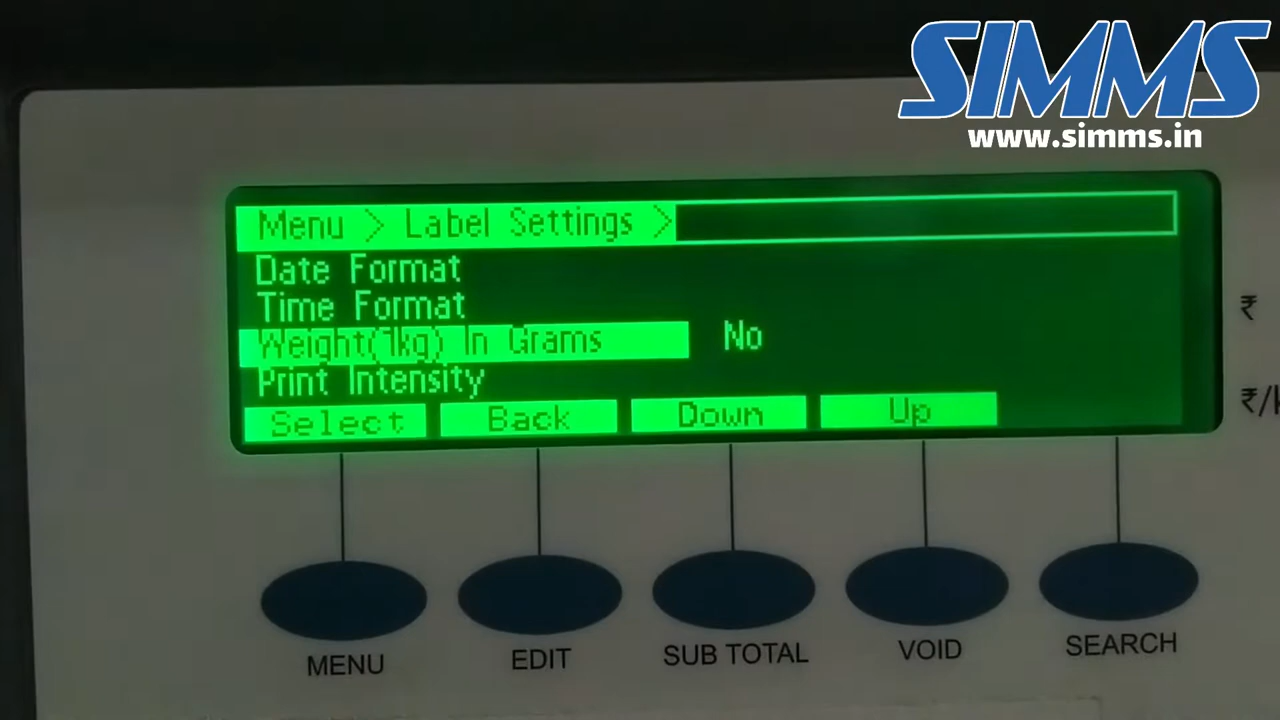 SIMMS
www.simms.in
Menu > Label Settings >
Date Format
Time Format
Weight(1kg) In Grams No
Print Intensity
Select Back Down Up
₹
₹/k
MENU EDIT SUB TOTAL VOID SEARCH